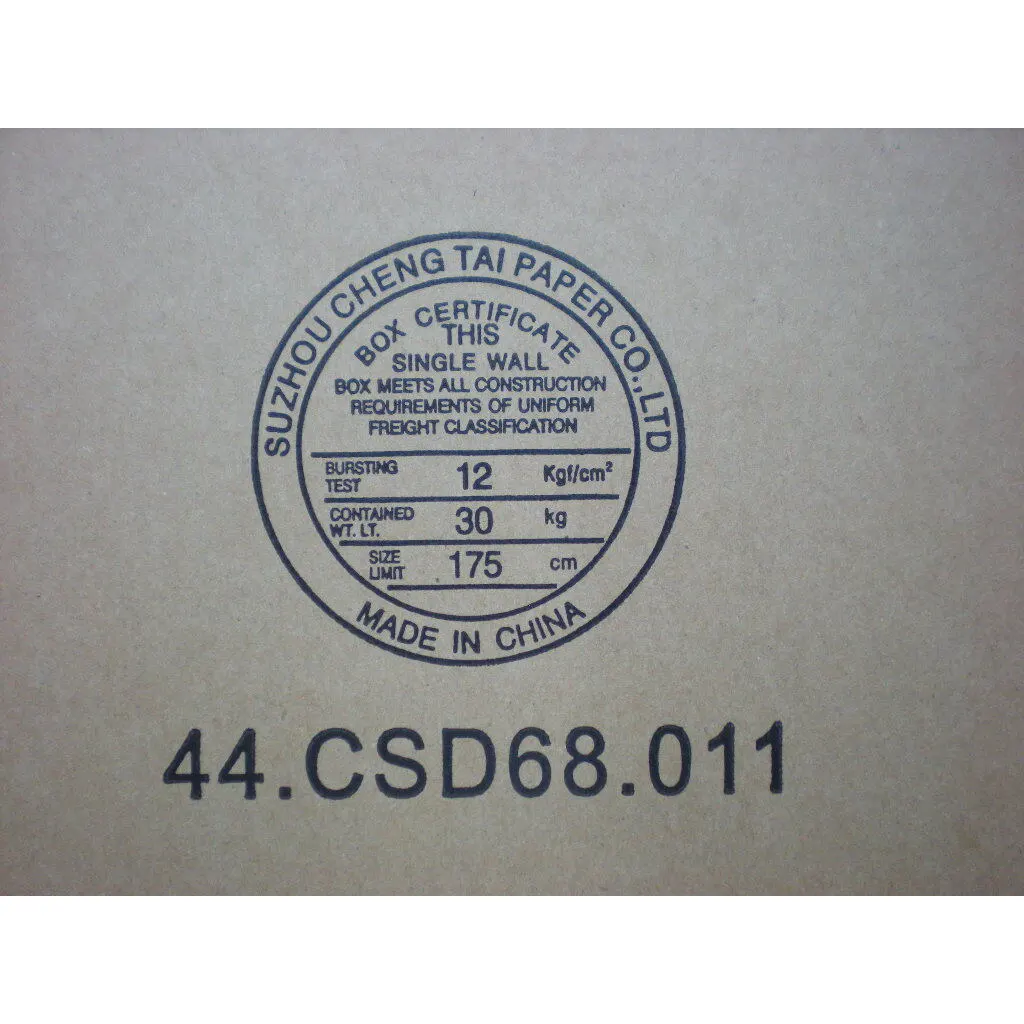 SUZHOU CHENG TAI PAPER CO.,LTD
BOX CERTIFICATE
THIS
SINGLE WALL
BOX MEETS ALL CONSTRUCTION
REQUIREMENTS OF UNIFORM
FREIGHT CLASSIFICATION
BURSTING TEST 12 Kgf/cm²
CONTAINED WT. LT. 30 kg
SIZE LIMIT 175 cm
MADE IN CHINA
44.CSD68.011